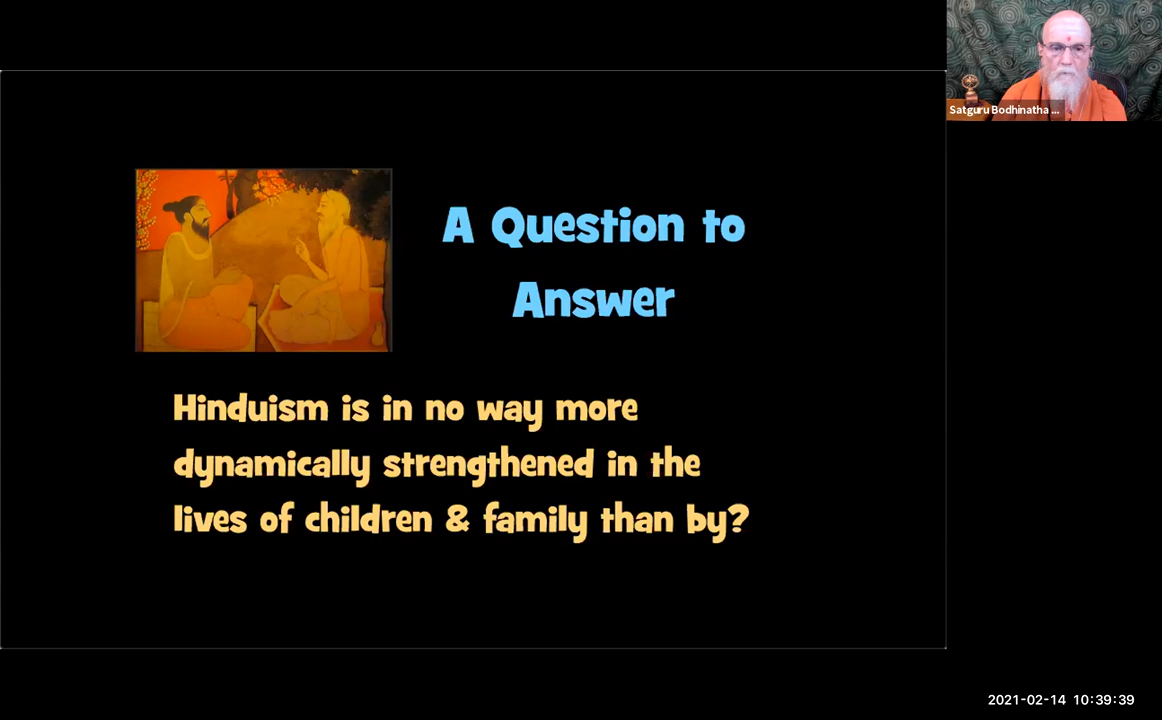 Satguru Bodhinatha ...
A Question to
Answer
Hinduism is in no way more
dynamically strengthened in the
lives of children & family than by?
2021-02-14 10:39:39